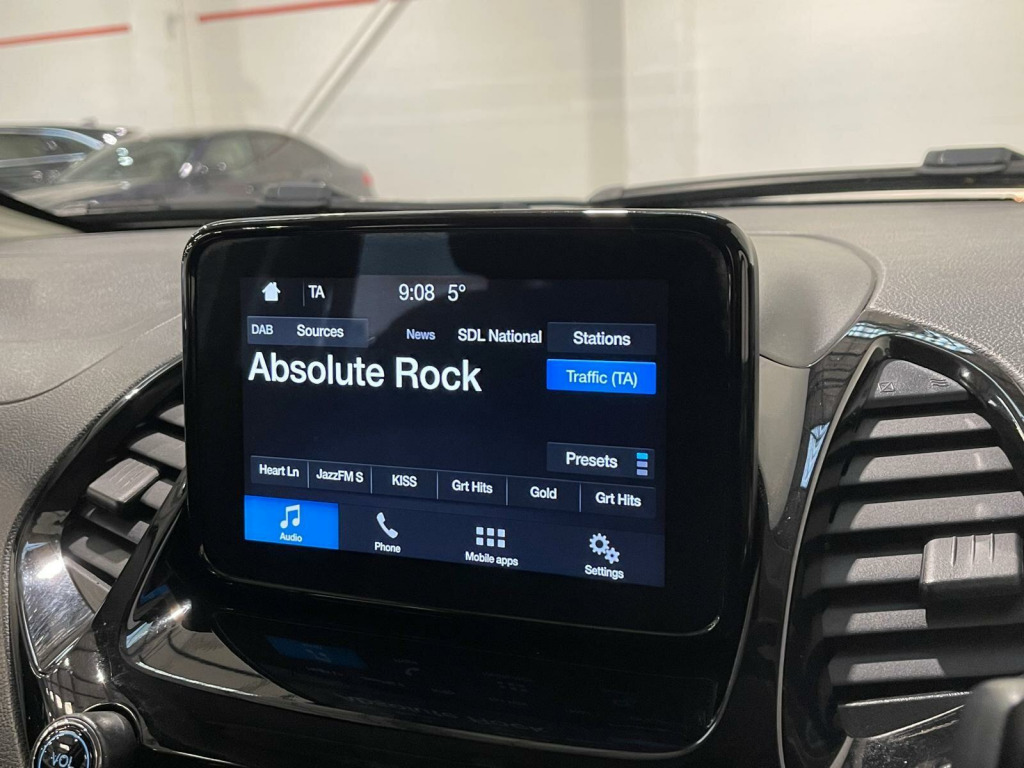 TA 9:08 5°
DAB Sources News SDL National Stations
Absolute Rock Traffic (TA)
Presets
Heart Ln JazzFM S KISS Grt Hits Gold Grt Hits
Audio Phone Mobile apps Settings
VOL